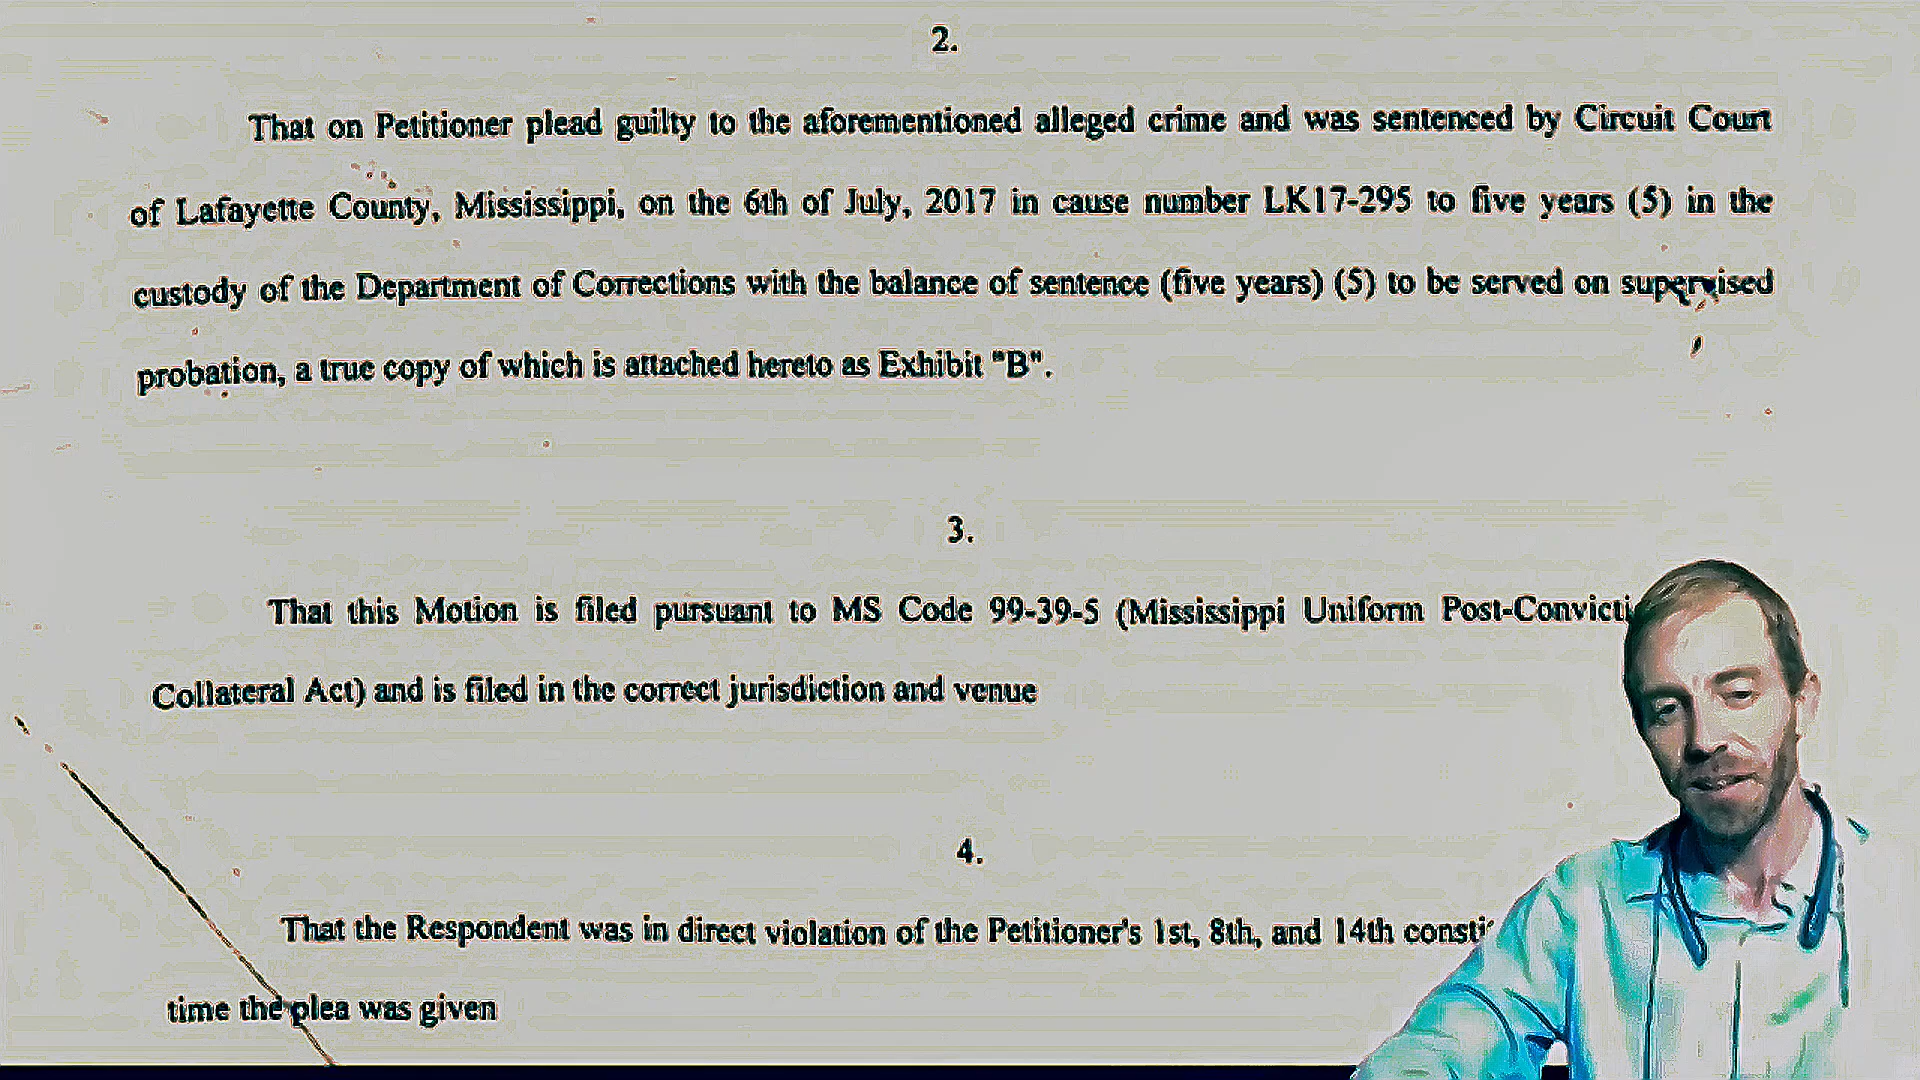 2.
That on Petitioner plead guilty to the aforementioned alleged crime and was sentenced by Circuit Court
of Lafayette County, Mississippi, on the 6th of July, 2017 in cause number LK17-295 to five years (5) in the
custody of the Department of Corrections with the balance of sentence (five years) (5) to be served on supervised
probation, a true copy of which is attached hereto as Exhibit "B".
3.
That this Motion is filed pursuant to MS Code 99-39-5 (Mississippi Uniform Post-Convicti
Collateral Act) and is filed in the correct jurisdiction and venue
4.
That the Respondent was in direct violation of the Petitioner's 1st, 8th, and 14th consti
time the plea was given